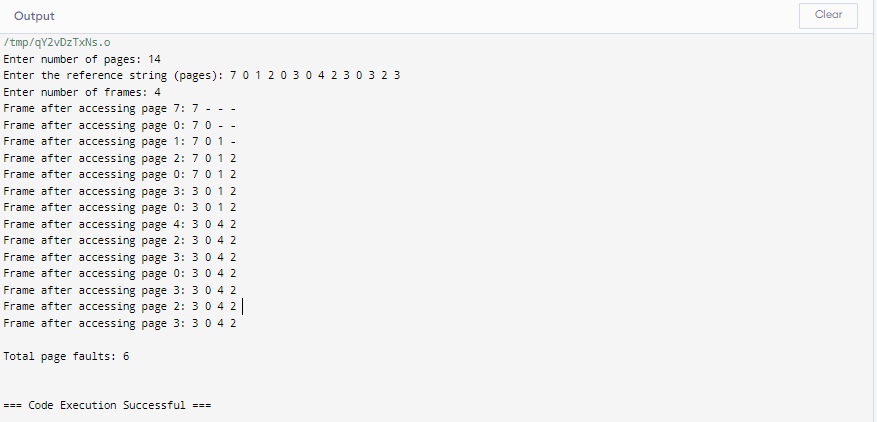 Output
Clear
/tmp/qY2vDzTxNs.o
Enter number of pages: 14
Enter the reference string (pages): 7 0 1 2 0 3 0 4 2 3 0 3 2 3
Enter number of frames: 4
Frame after accessing page 7: 7 - - -
Frame after accessing page 0: 7 0 - -
Frame after accessing page 1: 7 0 1 -
Frame after accessing page 2: 7 0 1 2
Frame after accessing page 0: 7 0 1 2
Frame after accessing page 3: 3 0 1 2
Frame after accessing page 0: 3 0 1 2
Frame after accessing page 4: 3 0 4 2
Frame after accessing page 2: 3 0 4 2
Frame after accessing page 3: 3 0 4 2
Frame after accessing page 0: 3 0 4 2
Frame after accessing page 3: 3 0 4 2
Frame after accessing page 2: 3 0 4 2
Frame after accessing page 3: 3 0 4 2
Total page faults: 6
=== Code Execution Successful ===